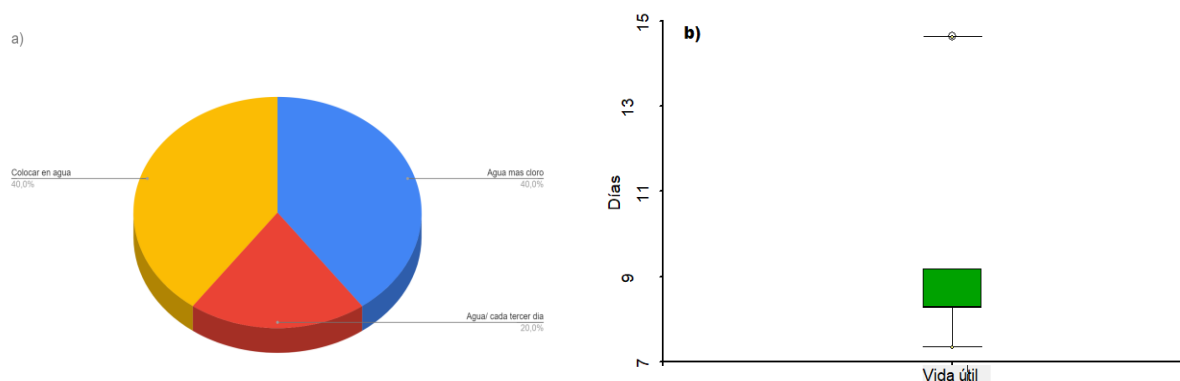 a)
Colocar en agua
40,0%
Agua mas cloro
40,0%
Agua/ cada tercer dia
20,0%
b)
15
13
11
9
7
Días
Vida útil